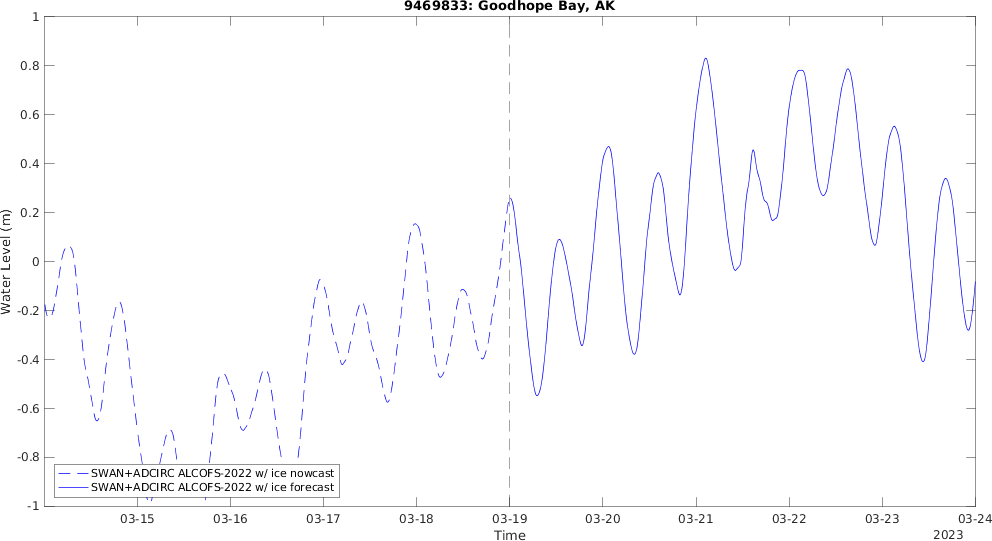 9469833: Goodhope Bay, AK
Water Level (m)
1
0.8
0.6
0.4
0.2
0
-0.2
-0.4
-0.6
-0.8
-1
SWAN+ADCIRC ALCOFS-2022 w/ ice nowcast
SWAN+ADCIRC ALCOFS-2022 w/ ice forecast
03-15 03-16 03-17 03-18 03-19 03-20 03-21 03-22 03-23 03-24
Time
2023